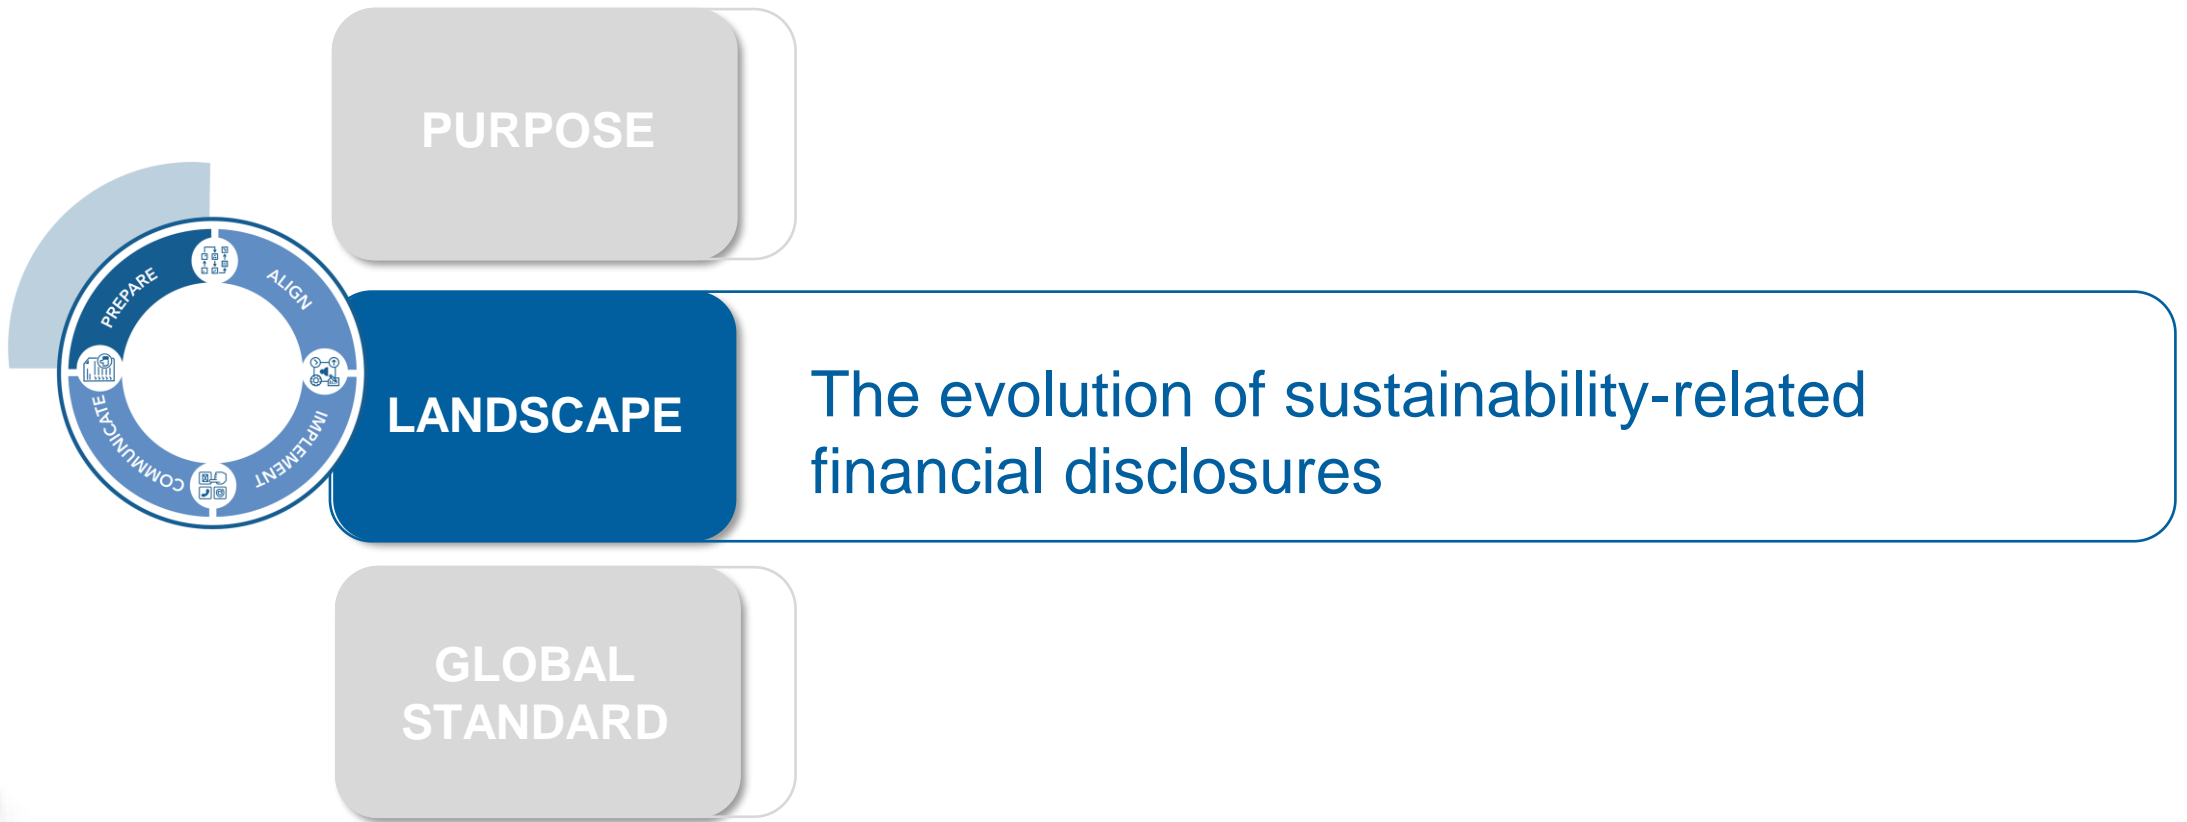 PURPOSE
PREPARE
ALIGN
IMPLEMENT
COMMUNICATE
LANDSCAPE
The evolution of sustainability-related
financial disclosures
GLOBAL
STANDARD